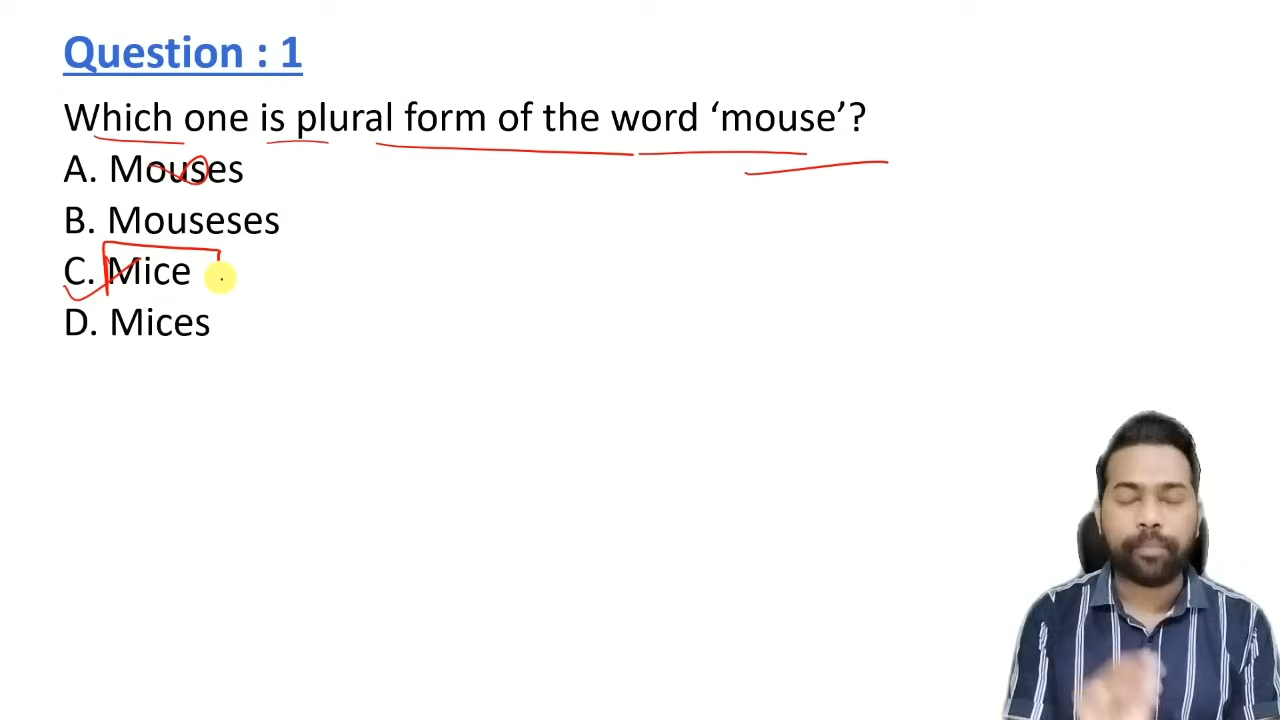 Question : 1
Which one is plural form of the word ‘mouse’?
A. Mouses
B. Mouseses
C. Mice
D. Mices